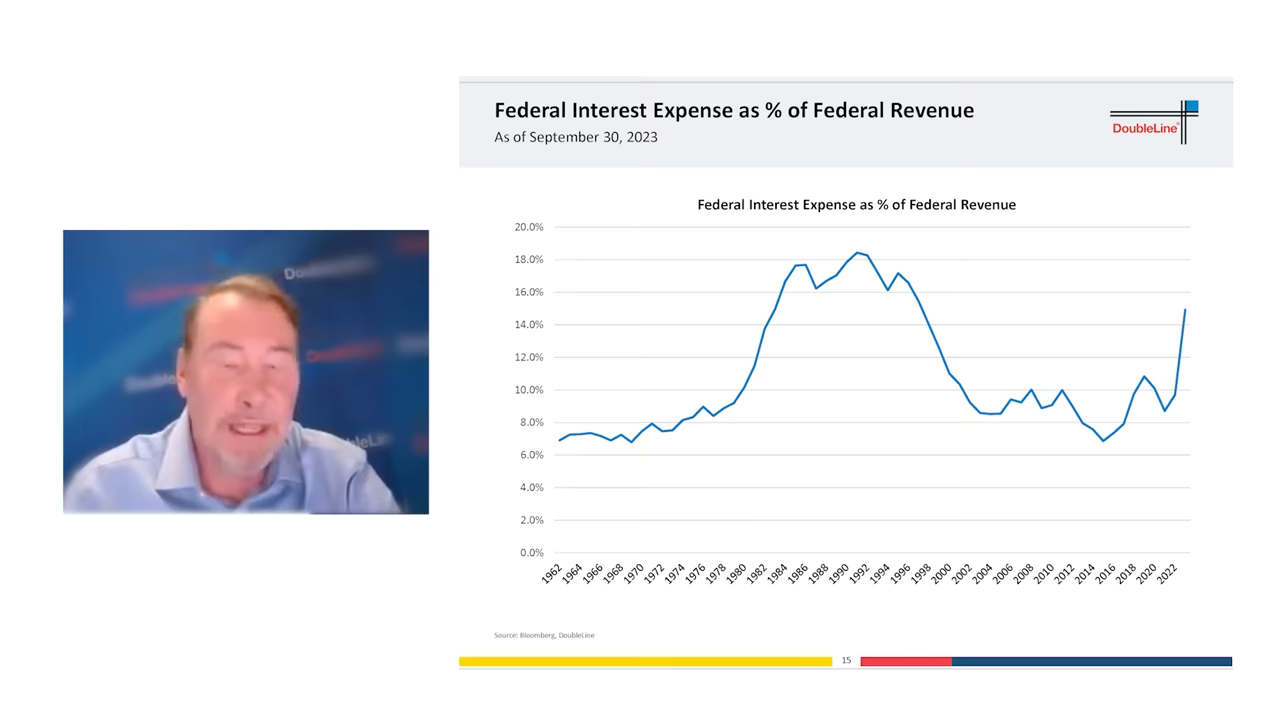 Federal Interest Expense as % of Federal Revenue
As of September 30, 2023
DoubleLine®
Federal Interest Expense as % of Federal Revenue
20.0%
18.0%
16.0%
14.0%
12.0%
10.0%
8.0%
6.0%
4.0%
2.0%
0.0%
1962 1964 1966 1968 1970 1972 1974 1976 1978 1980 1982 1984 1986 1988 1990 1992 1994 1996 1998 2000 2002 2004 2006 2008 2010 2012 2014 2016 2018 2020 2022
Source: Bloomberg, DoubleLine
15